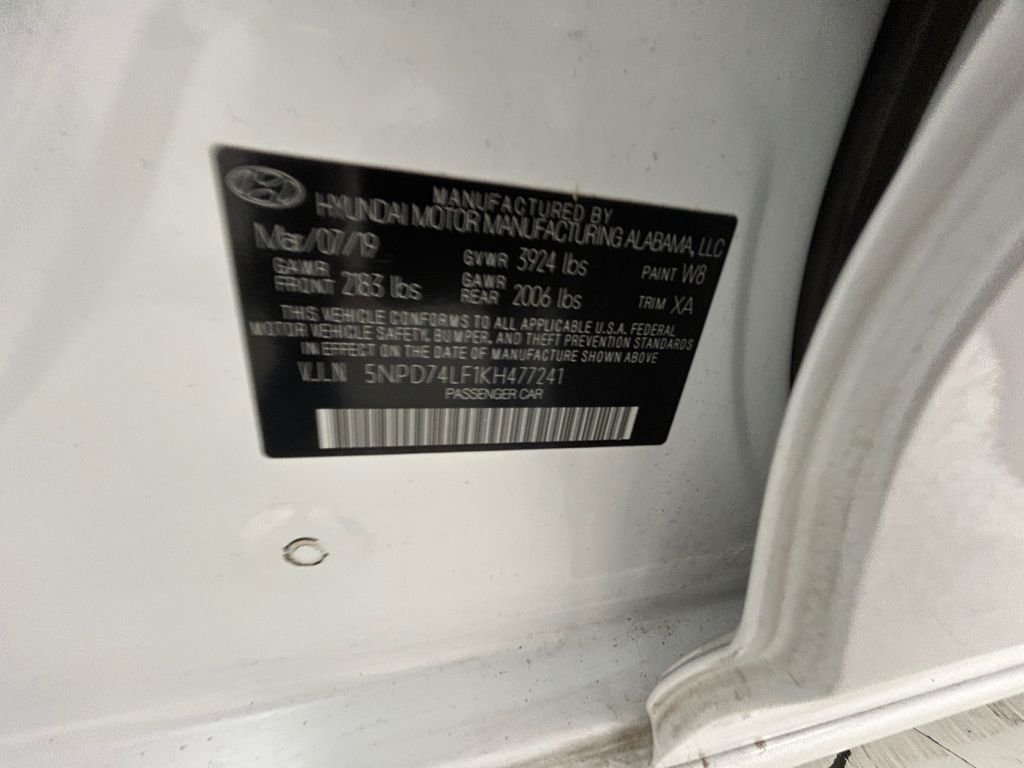 MANUFACTURED BY
HYUNDAI MOTOR MANUFACTURING ALABAMA, LLC
Mar/07/19 GVWR 3924 lbs PAINT W8
GAWR FRONT 2183 lbs GAWR REAR 2006 lbs TRIM XA
THIS VEHICLE CONFORMS TO ALL APPLICABLE U.S.A. FEDERAL
MOTOR VEHICLE SAFETY, BUMPER, AND THEFT PREVENTION STANDARDS
IN EFFECT ON THE DATE OF MANUFACTURE SHOWN ABOVE
V.I.N 5NPD74LF1KH477241
PASSENGER CAR